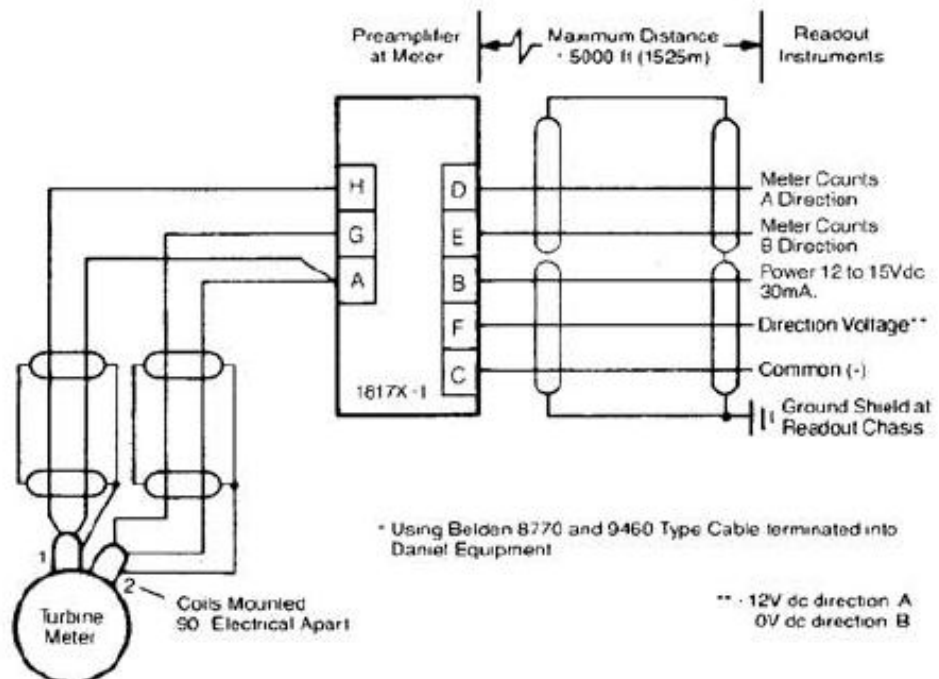 Preamplifier
at Meter
Maximum Distance
· 5000 ft (1525m)
Readout
Instruments
H
G
A
D
E
B
F
C
1817X-1
Meter Counts
A Direction
Meter Counts
B Direction
Power 12 to 15Vdc
30mA.
Direction Voltage**
Common (-)
Ground Shield at
Readout Chasis
1
2
Turbine
Meter
Coils Mounted
90 Electrical Apart
* Using Belden 8770 and 9460 Type Cable terminated into
Daniel Equipment
** · 12V dc direction A
0V dc direction B